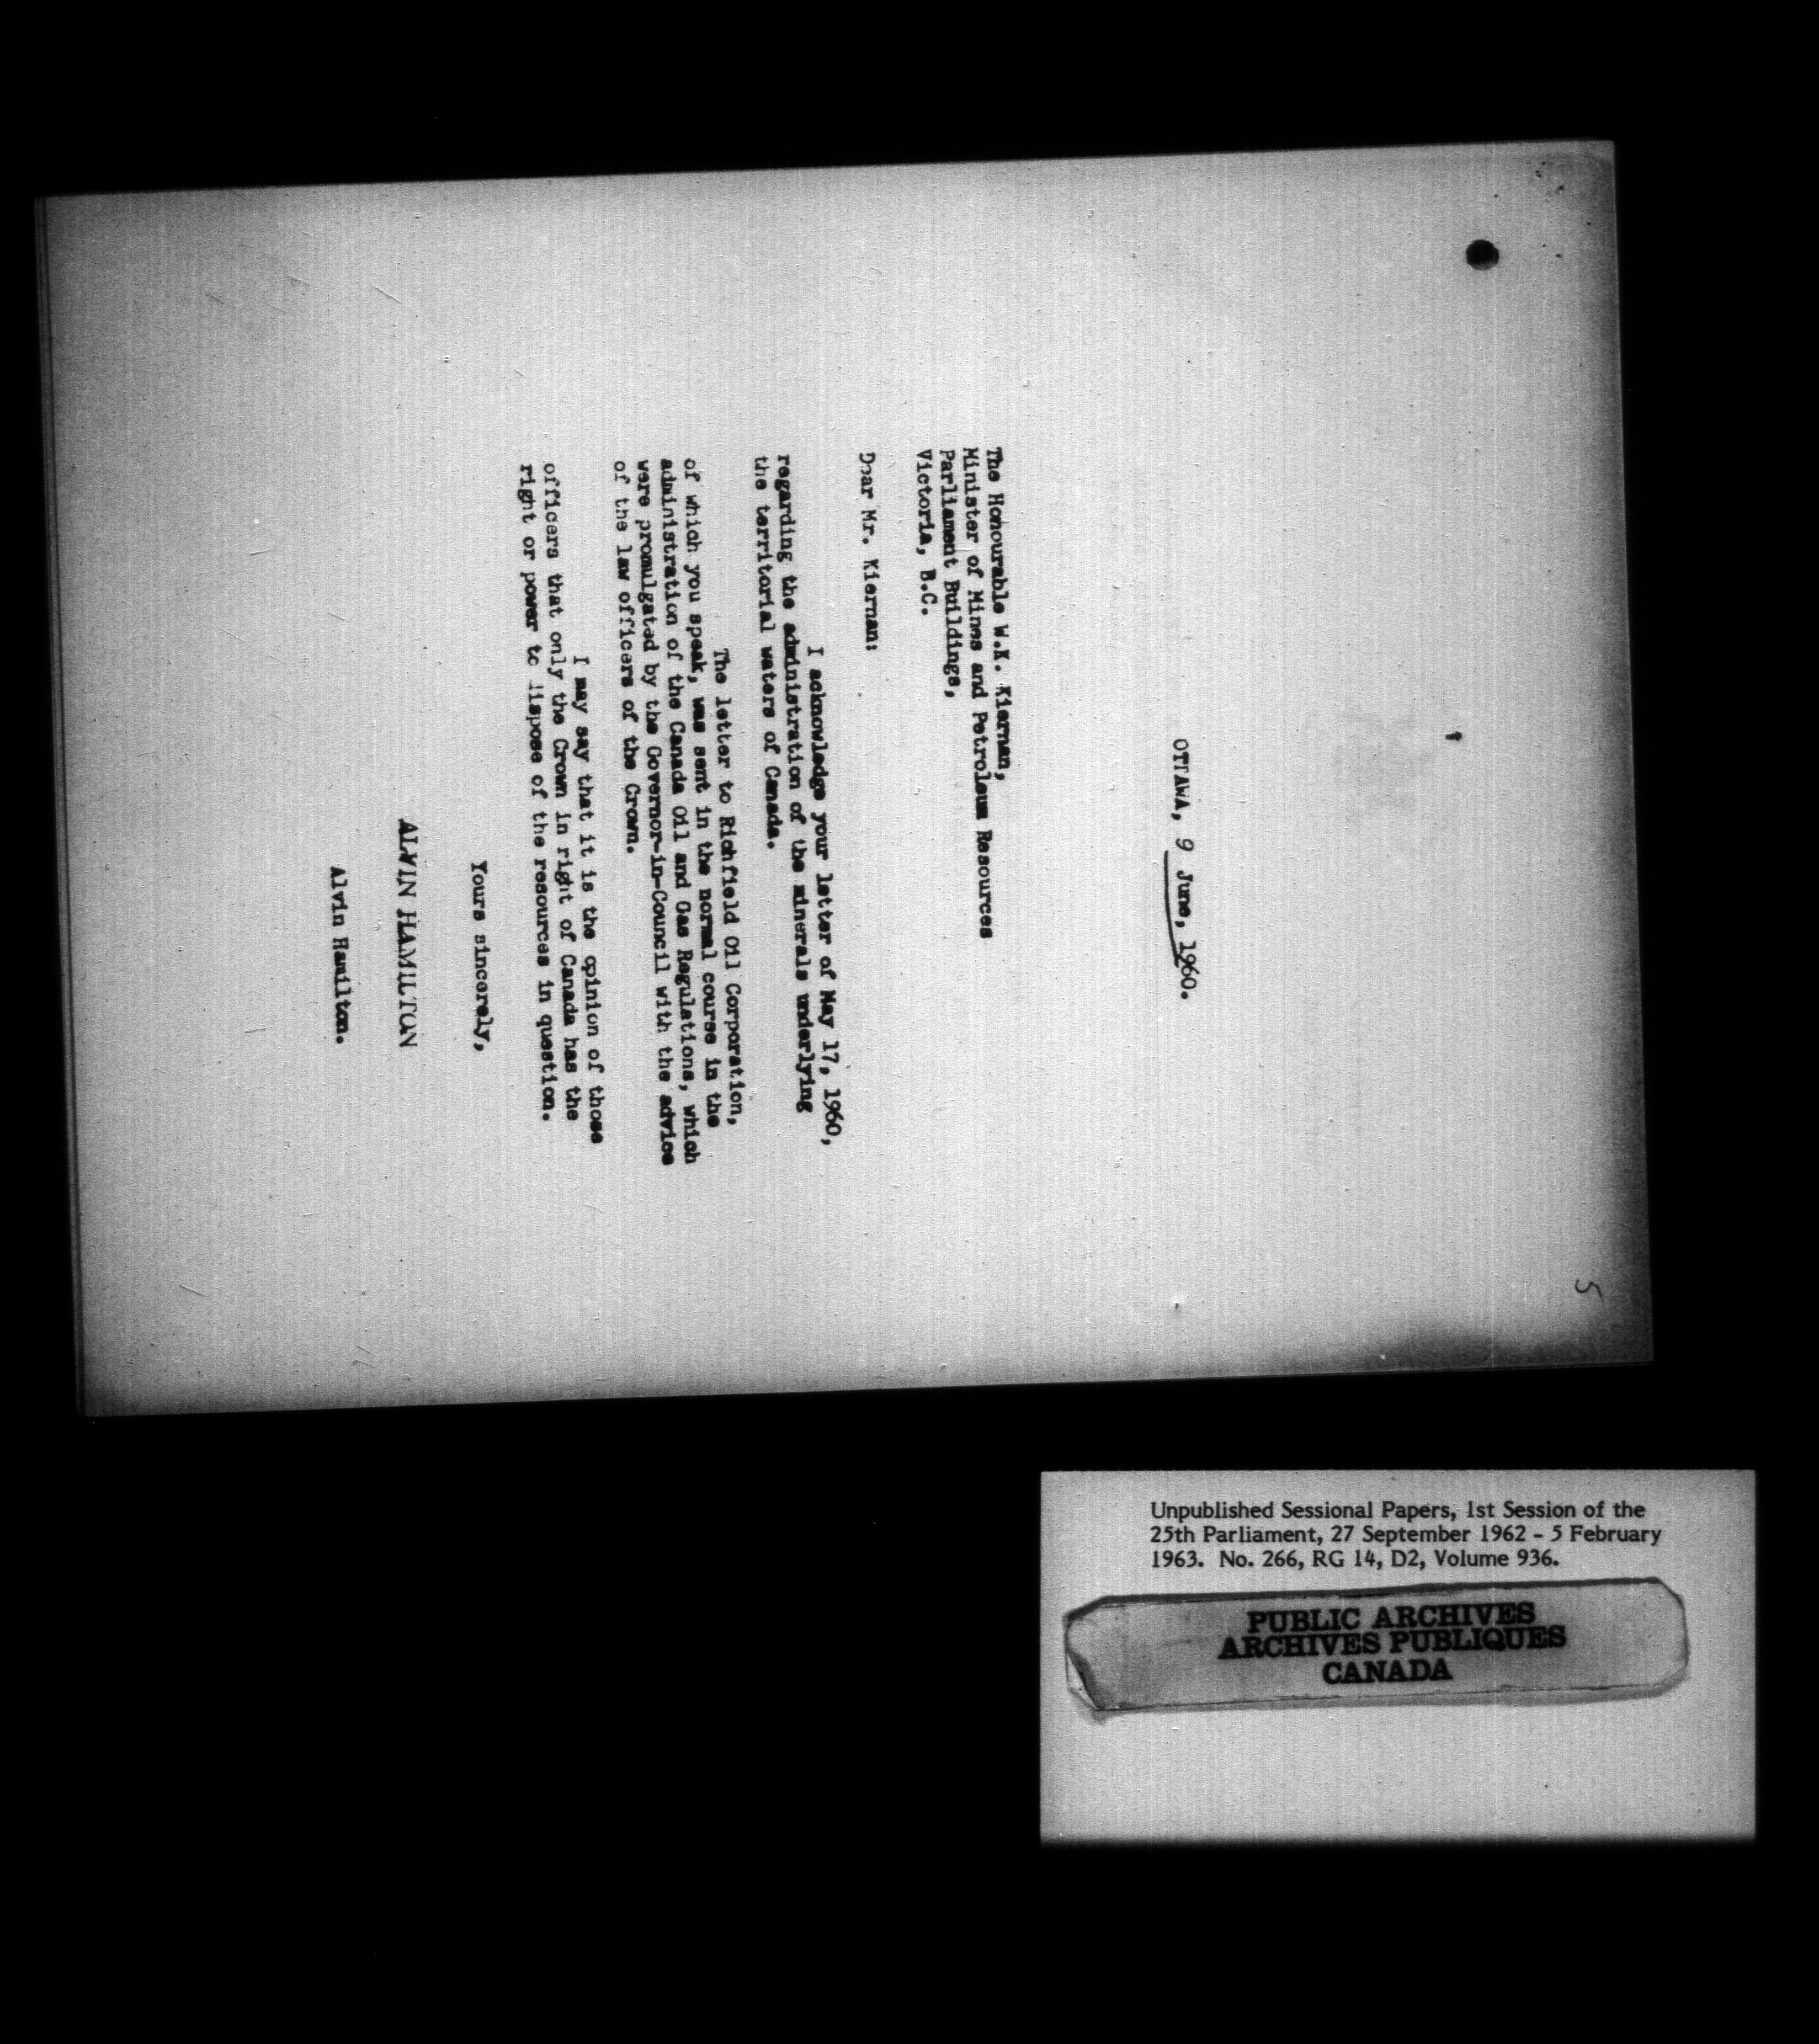 5
OTTAWA, 9 June, 1960.
The Honourable W.K. Kiernan,
Minister of Mines and Petroleum Resources
Parliament Buildings,
Victoria, B.C.
Dear Mr. Kiernan:
I acknowledge your letter of May 17, 1960,
regarding the administration of the minerals underlying
the territorial waters of Canada.
The letter to Richfield Oil Corporation,
of which you speak, was sent in the normal course in the
administration of the Canada Oil and Gas Regulations, which
were promulgated by the Governor-in-Council with the advice
of the law officers of the Crown.
I may say that it is the opinion of those
officers that only the Crown in right of Canada has the
right or power to dispose of the resources in question.
Yours sincerely,
ALVIN HAMILTON
Alvin Hamilton.
Unpublished Sessional Papers, 1st Session of the
25th Parliament, 27 September 1962 - 5 February
1963. No. 266, RG 14, D2, Volume 936.
PUBLIC ARCHIVES
ARCHIVES PUBLIQUES
CANADA